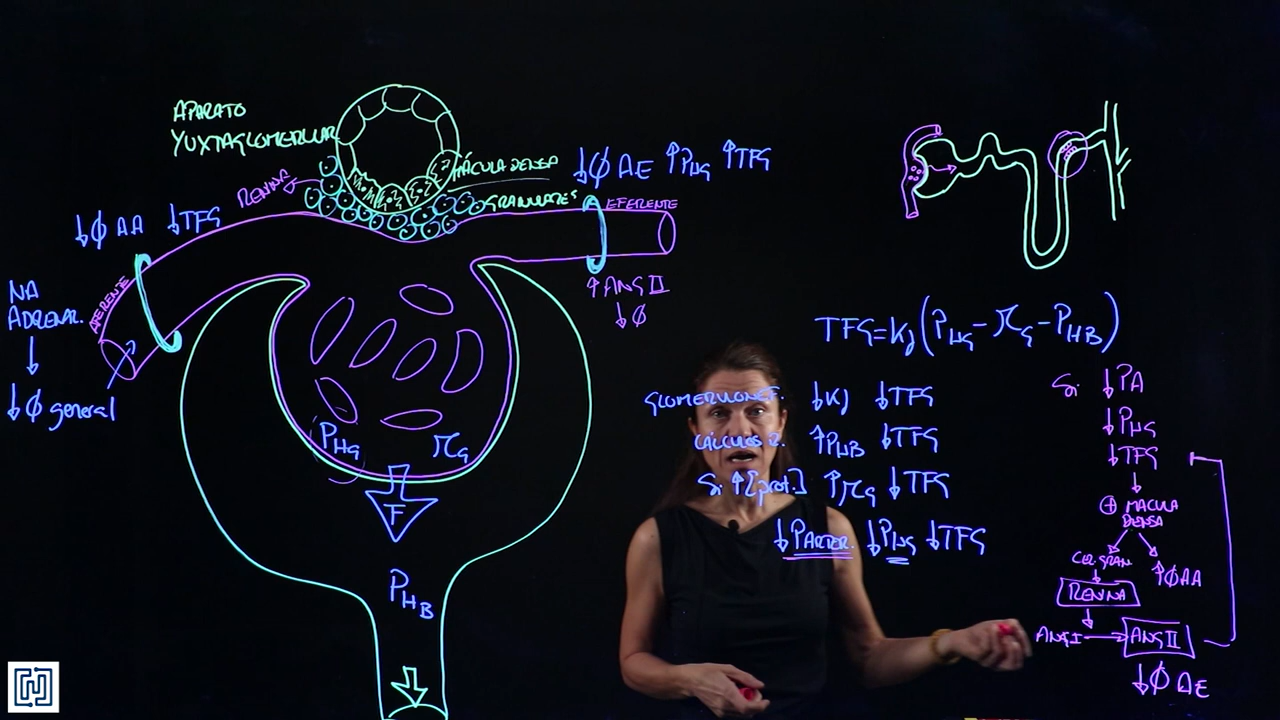 APARATO
YUXTAGLOMERULAR
RENINA
MÁCULA DENSA
GRANULARES
↓Ø AE ↑PHG ↑TFG
EFERENTE
↑ANG II
↓Ø
↓Ø AA ↓TFG
AFERENTE
NA
ADRENAL.
↓
↓Ø general
PHG
πG
F
PHB
TFG=Kf(PHG-πG-PHB)
GLOMERULONEF. ↓Kf ↓TFG
CÁLCULOS R. ↑PHB ↓TFG
Si ↑[prot.] ↑πG ↓TFG
↓PARTER. ↓PHG ↓TFG
Si ↓PA
↓PHG
↓TFG
↓
⊕ MÁCULA
DENSA
CEL GRAN
↑ØAA
RENINA
ANG I → ANG II
↓Ø AE